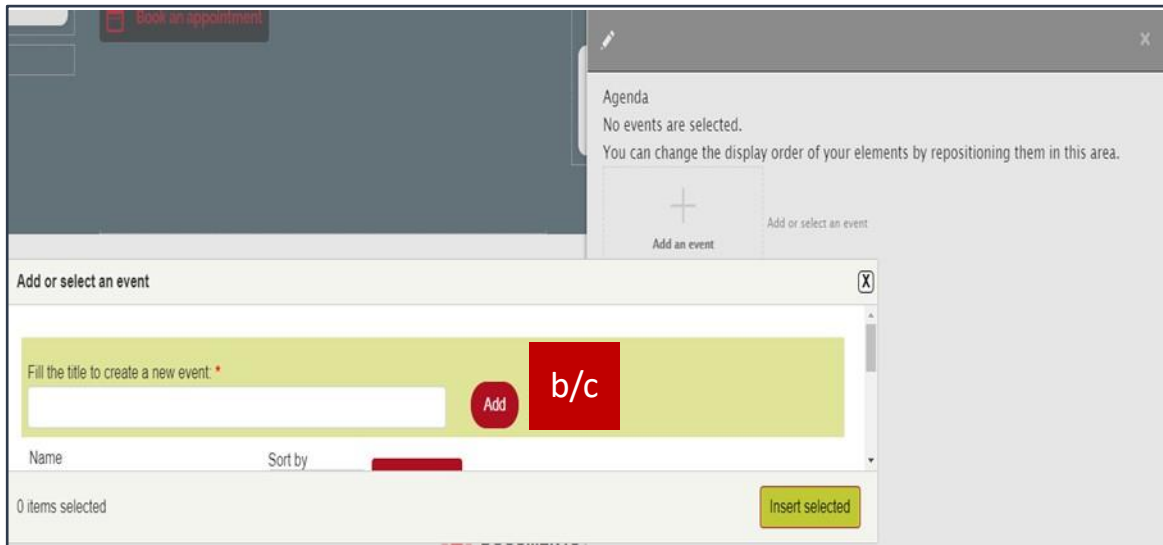 Book an appointment
X
Agenda
No events are selected.
You can change the display order of your elements by repositioning them in this area.
Add an event
Add or select an event
Add or select an event
X
Fill the title to create a new event: *
Add
b/c
Name
Sort by
0 items selected
Insert selected